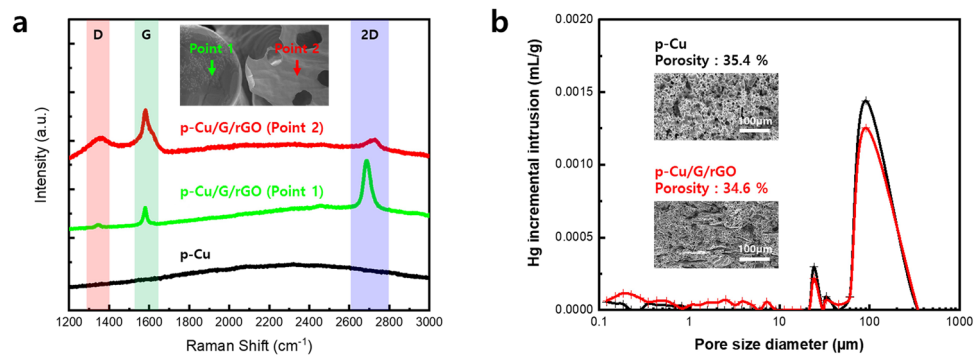 a
D
G
2D
Point 1
Point 2
p-Cu/G/rGO (Point 2)
p-Cu/G/rGO (Point 1)
p-Cu
Intensity (a.u.)
1200 1400 1600 1800 2000 2200 2400 2600 2800 3000
Raman Shift (cm⁻¹)
b
0.0020
0.0015
0.0010
0.0005
0.0000
Hg incremental intrusion (mL/g)
p-Cu
Porosity : 35.4 %
100μm
p-Cu/G/rGO
Porosity : 34.6 %
100μm
0.1 1 10 100 1000
Pore size diameter (μm)